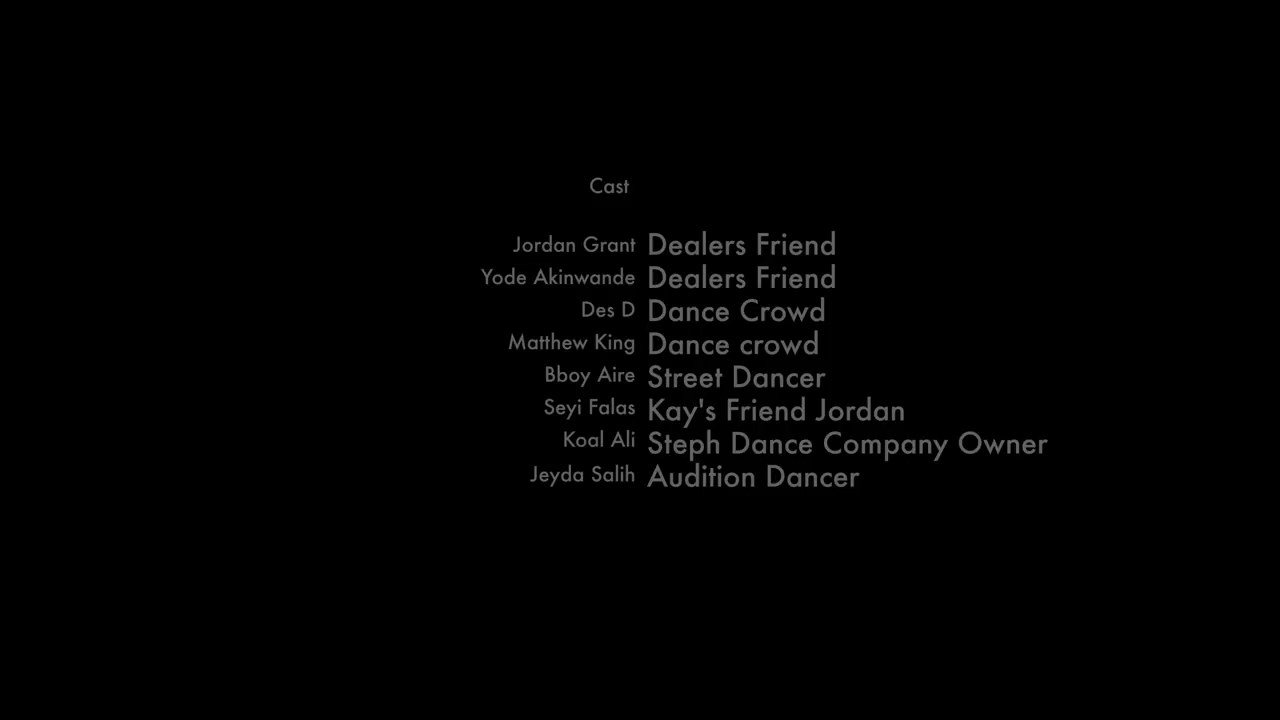 Cast
Jordan Grant Dealers Friend
Yode Akinwande Dealers Friend
Des D Dance Crowd
Matthew King Dance crowd
Bboy Aire Street Dancer
Seyi Falas Kay's Friend Jordan
Koal Ali Steph Dance Company Owner
Jeyda Salih Audition Dancer